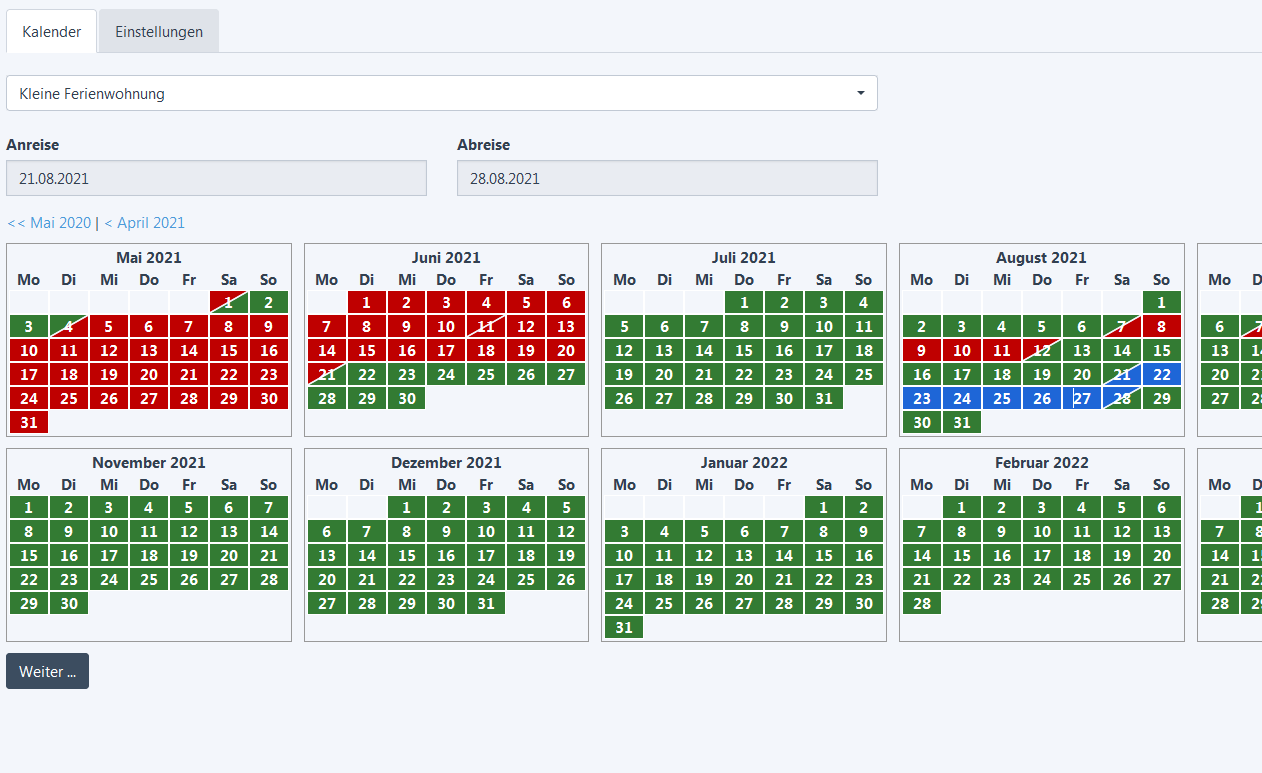 Kalender Einstellungen
Kleine Ferienwohnung
Anreise Abreise
21.08.2021 28.08.2021
<< Mai 2020 | < April 2021
Mai 2021
Mo Di Mi Do Fr Sa So
1 2
3 4 5 6 7 8 9
10 11 12 13 14 15 16
17 18 19 20 21 22 23
24 25 26 27 28 29 30
31
Juni 2021
Mo Di Mi Do Fr Sa So
1 2 3 4 5 6
7 8 9 10 11 12 13
14 15 16 17 18 19 20
21 22 23 24 25 26 27
28 29 30
Juli 2021
Mo Di Mi Do Fr Sa So
1 2 3 4
5 6 7 8 9 10 11
12 13 14 15 16 17 18
19 20 21 22 23 24 25
26 27 28 29 30 31
August 2021
Mo Di Mi Do Fr Sa So
1
2 3 4 5 6 7 8
9 10 11 12 13 14 15
16 17 18 19 20 21 22
23 24 25 26 27 28 29
30 31
Mo
6 7
13
20
27
November 2021
Mo Di Mi Do Fr Sa So
1 2 3 4 5 6 7
8 9 10 11 12 13 14
15 16 17 18 19 20 21
22 23 24 25 26 27 28
29 30
Dezember 2021
Mo Di Mi Do Fr Sa So
1 2 3 4 5
6 7 8 9 10 11 12
13 14 15 16 17 18 19
20 21 22 23 24 25 26
27 28 29 30 31
Januar 2022
Mo Di Mi Do Fr Sa So
1 2
3 4 5 6 7 8 9
10 11 12 13 14 15 16
17 18 19 20 21 22 23
24 25 26 27 28 29 30
31
Februar 2022
Mo Di Mi Do Fr Sa So
1 2 3 4 5 6
7 8 9 10 11 12 13
14 15 16 17 18 19 20
21 22 23 24 25 26 27
28
Mo
1
7 8
14
21
28
Weiter ...